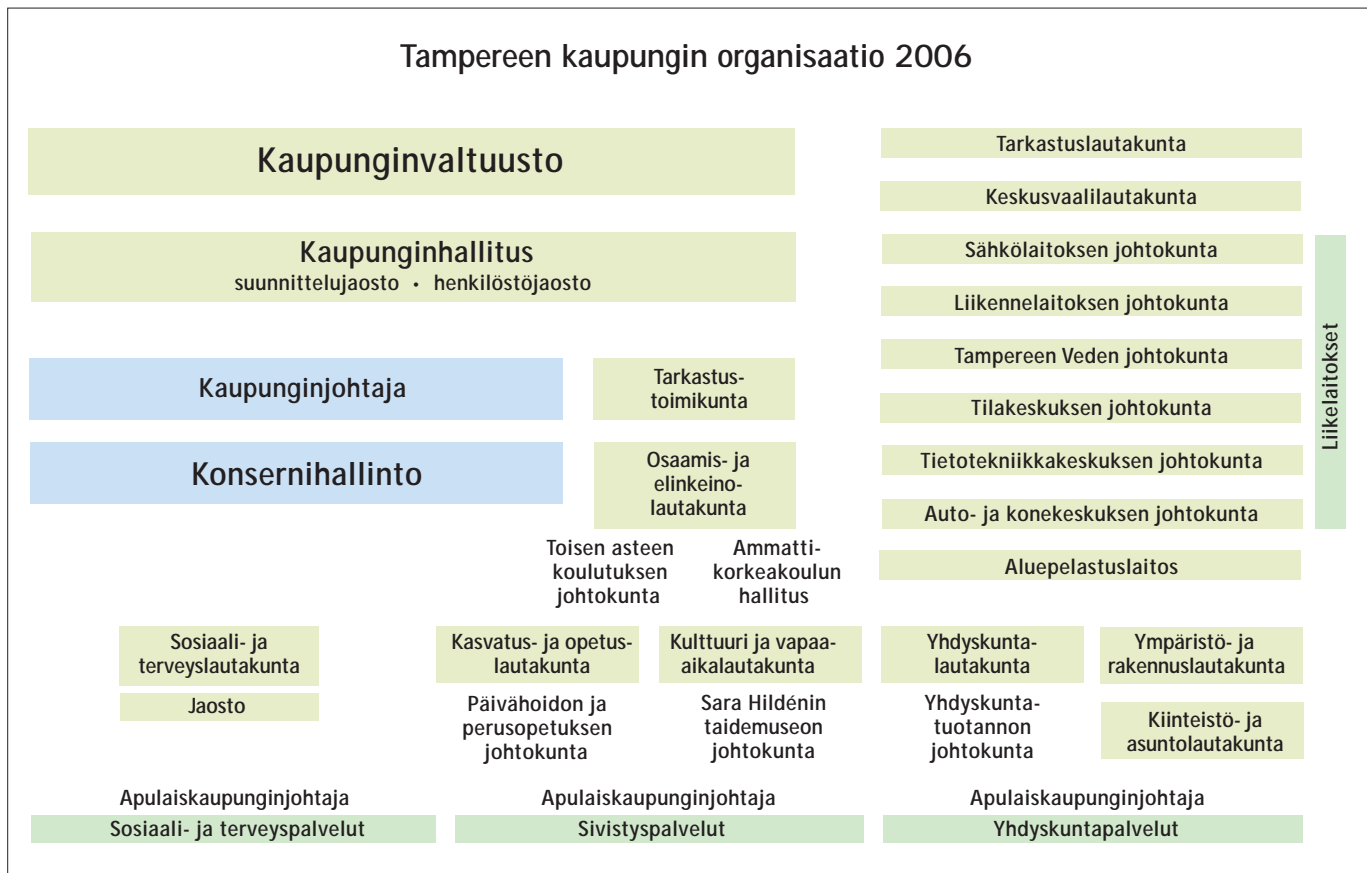 Tampereen kaupungin organisaatio 2006
Kaupunginvaltuusto
Kaupunginhallitus
suunnittelujaosto • henkilöstöjaosto
Kaupunginjohtaja
Konsernihallinto
Tarkastus-
toimikunta
Osaamis- ja
elinkeino-
lautakunta
Toisen asteen
koulutuksen
johtokunta
Ammatti-
korkeakoulun
hallitus
Tarkastuslautakunta
Keskusvaalilautakunta
Sähkölaitoksen johtokunta
Liikennelaitoksen johtokunta
Tampereen Veden johtokunta
Tilakeskuksen johtokunta
Tietotekniikkakeskuksen johtokunta
Auto- ja konekeskuksen johtokunta
Aluepelastuslaitos
Liikelaitokset
Sosiaali- ja
terveyslautakunta
Jaosto
Kasvatus- ja opetus-
lautakunta
Päivähoidon ja
perusopetuksen
johtokunta
Kulttuuri ja vapaa-
aikalautakunta
Sara Hildénin
taidemuseon
johtokunta
Yhdyskunta-
lautakunta
Yhdyskunta-
tuotannon
johtokunta
Ympäristö- ja
rakennuslautakunta
Kiinteistö- ja
asuntolautakunta
Apulaiskaupunginjohtaja
Sosiaali- ja terveyspalvelut
Apulaiskaupunginjohtaja
Sivistyspalvelut
Apulaiskaupunginjohtaja
Yhdyskuntapalvelut